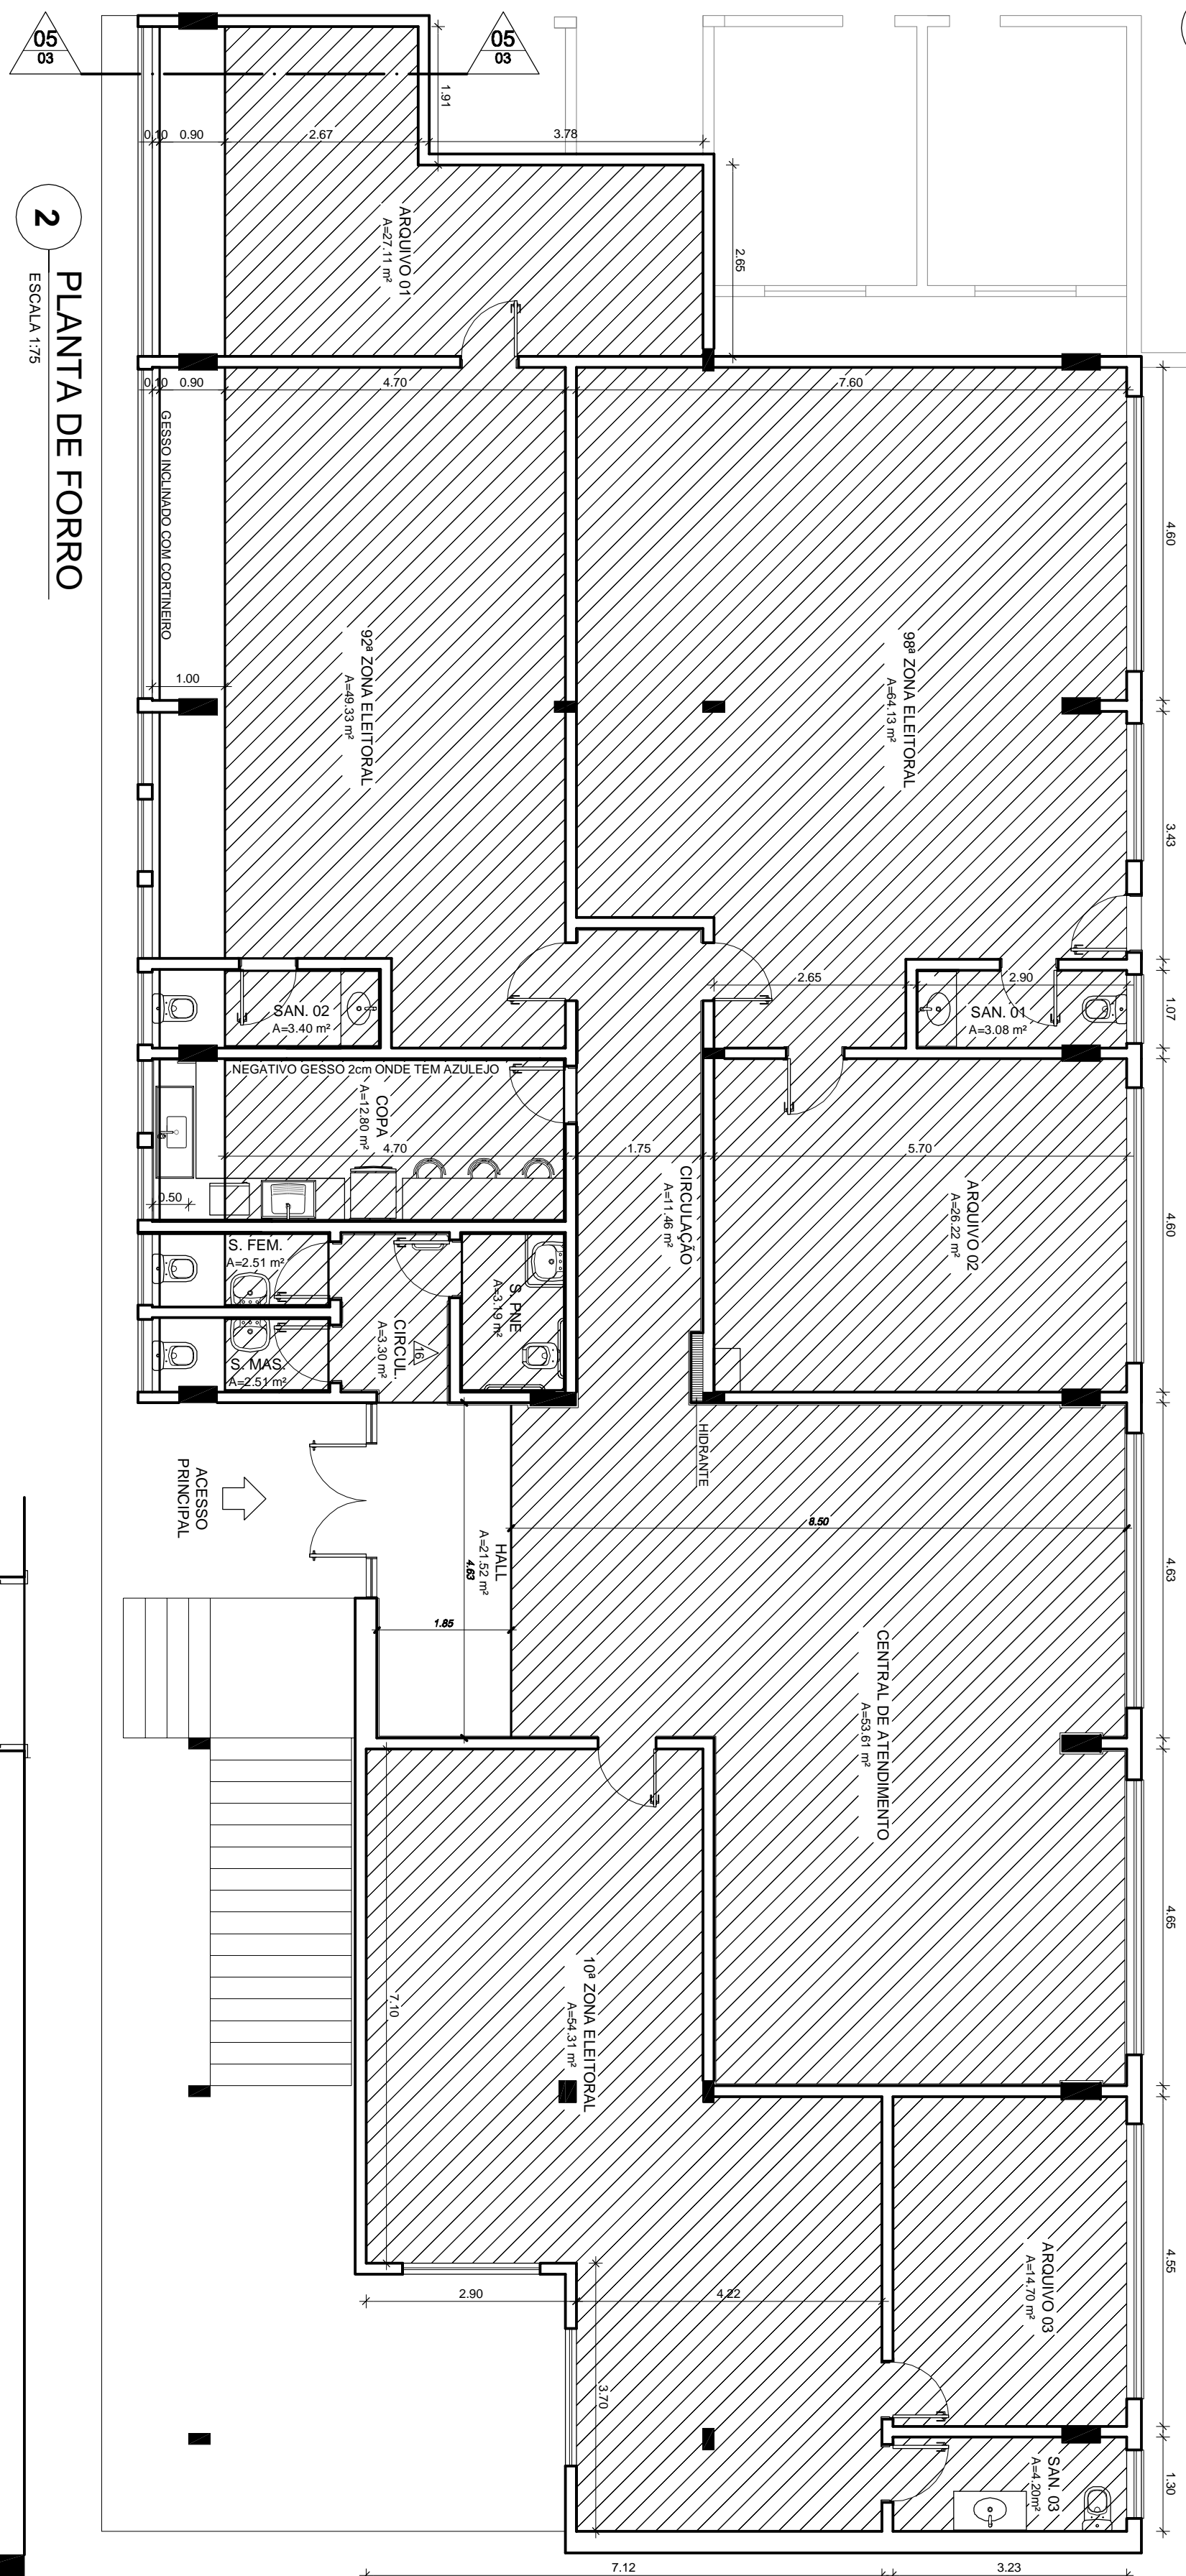 05
03
05
03
1.91
0.10
0.90
2.67
3.78
2
PLANTA DE FORRO
ESCALA 1:75
ARQUIVO 01
A=27.11 m²
2.65
0.10
0.90
4.70
7.60
GESSO INCLINADO COM CORTINEIRO
4.60
92ª ZONA ELEITORAL
A=49.33 m²
98ª ZONA ELEITORAL
A=64.13 m²
1.00
3.43
2.65
2.90
SAN. 02
A=3.40 m²
SAN. 01
A=3.08 m²
1.07
NEGATIVO GESSO 2cm ONDE TEM AZULEJO
COPA
A=12.80 m²
4.70
1.75
5.70
0.50
CIRCULAÇÃO
A=11.46 m²
ARQUIVO 02
A=26.22 m²
4.60
S. FEM.
A=2.51 m²
S. PNE
A=3.19 m²
CIRCUL.
A=3.30 m²
16
S. MAS.
A=2.51 m²
HIDRANTE
ACESSO
PRINCIPAL
HALL
A=21.52 m²
4.63
8.50
1.85
4.63
CENTRAL DE ATENDIMENTO
A=53.61 m²
4.65
7.10
10ª ZONA ELEITORAL
A=54.31 m²
2.90
4.22
3.70
ARQUIVO 03
A=14.70 m²
4.55
SAN. 03
A=4.20m²
1.30
7.12
3.23